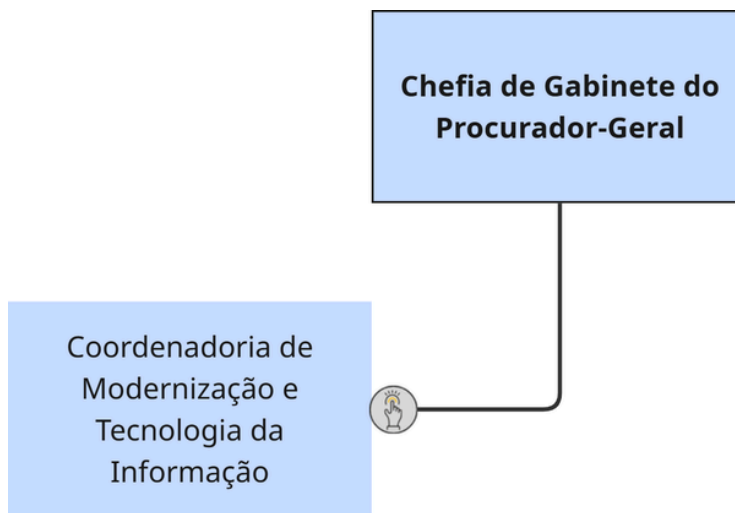 Chefia de Gabinete do
Procurador-Geral
Coordenadoria de
Modernização e
Tecnologia da
Informação